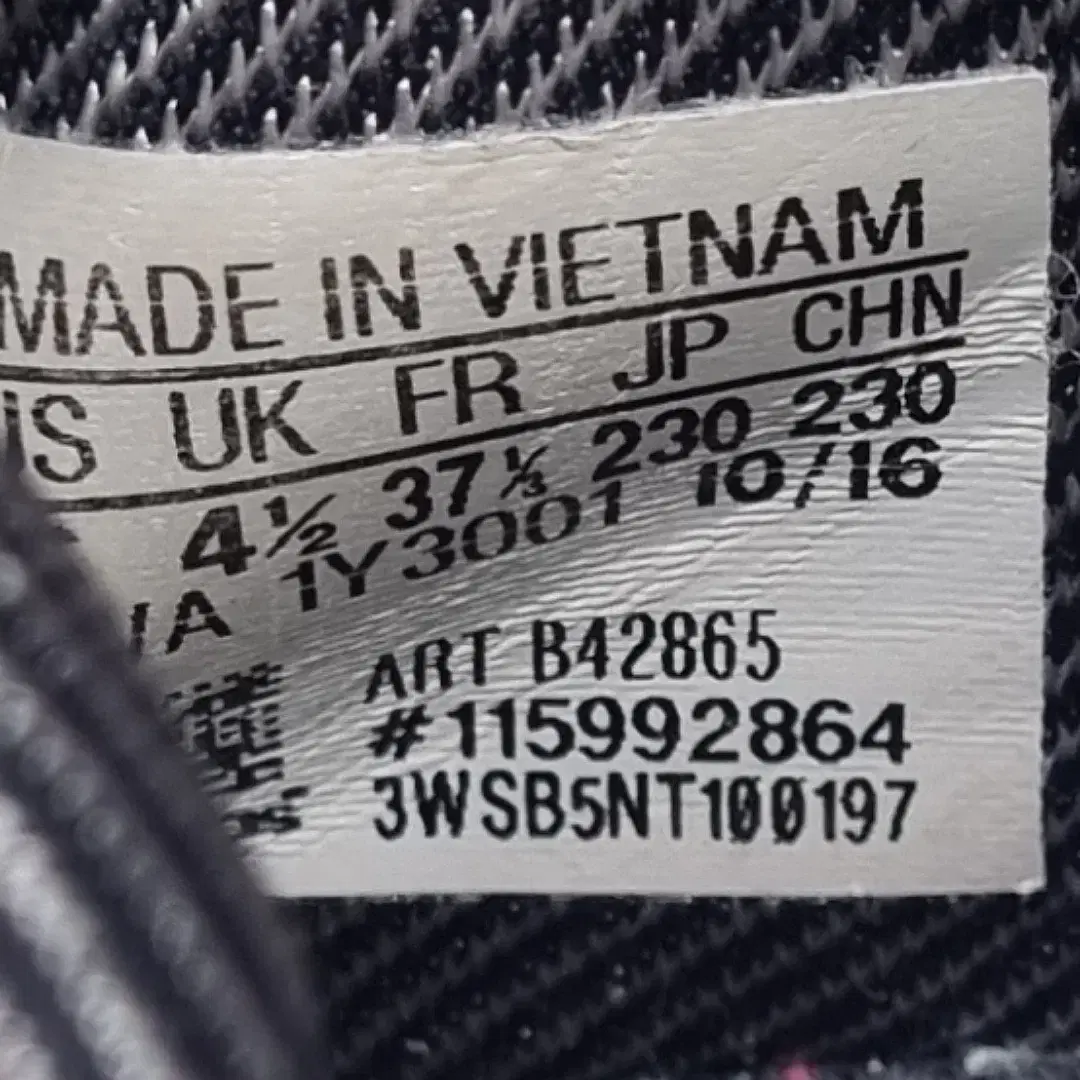 MADE IN VIETNAM
US UK FR JP CHN
4½ 37⅓ 230 230
1Y3001 10/16
ART B42865
#115992864
3WSB5NT100197